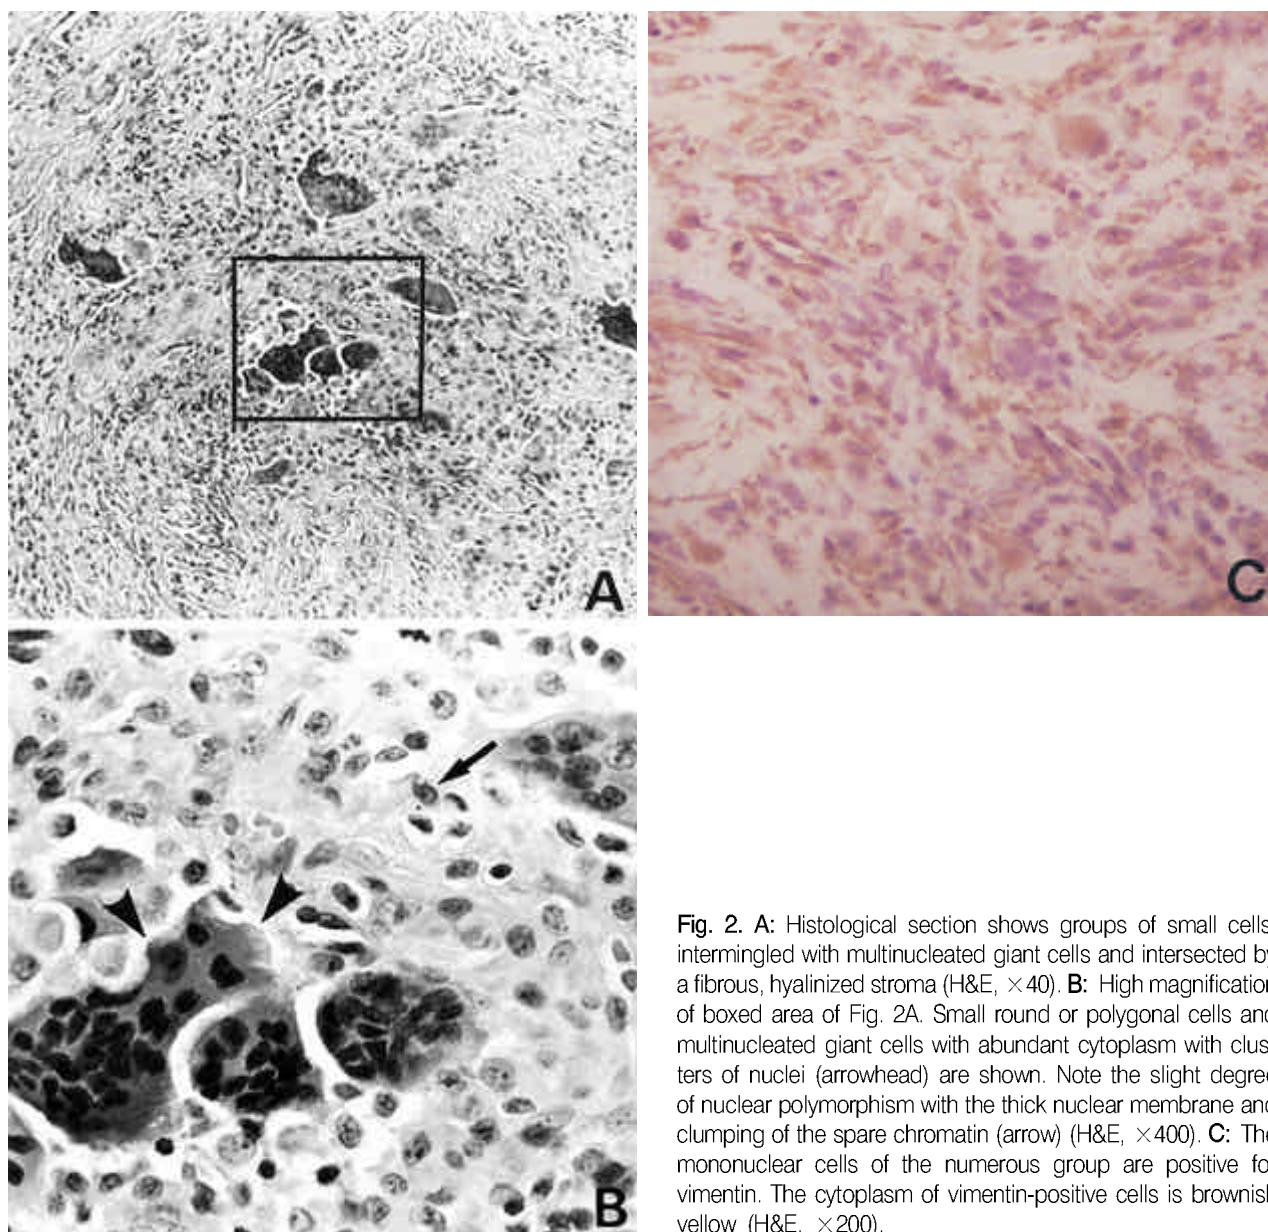 A
C
B
Fig. 2. A: Histological section shows groups of small cells
intermingled with multinucleated giant cells and intersected by
a fibrous, hyalinized stroma (H&E, ×40). B: High magnification
of boxed area of Fig. 2A. Small round or polygonal cells and
multinucleated giant cells with abundant cytoplasm with clus
ters of nuclei (arrowhead) are shown. Note the slight degree
of nuclear polymorphism with the thick nuclear membrane and
clumping of the spare chromatin (arrow) (H&E, ×400). C: The
mononuclear cells of the numerous group are positive fo
vimentin. The cytoplasm of vimentin-positive cells is brownish
yellow (H&E, ×200).